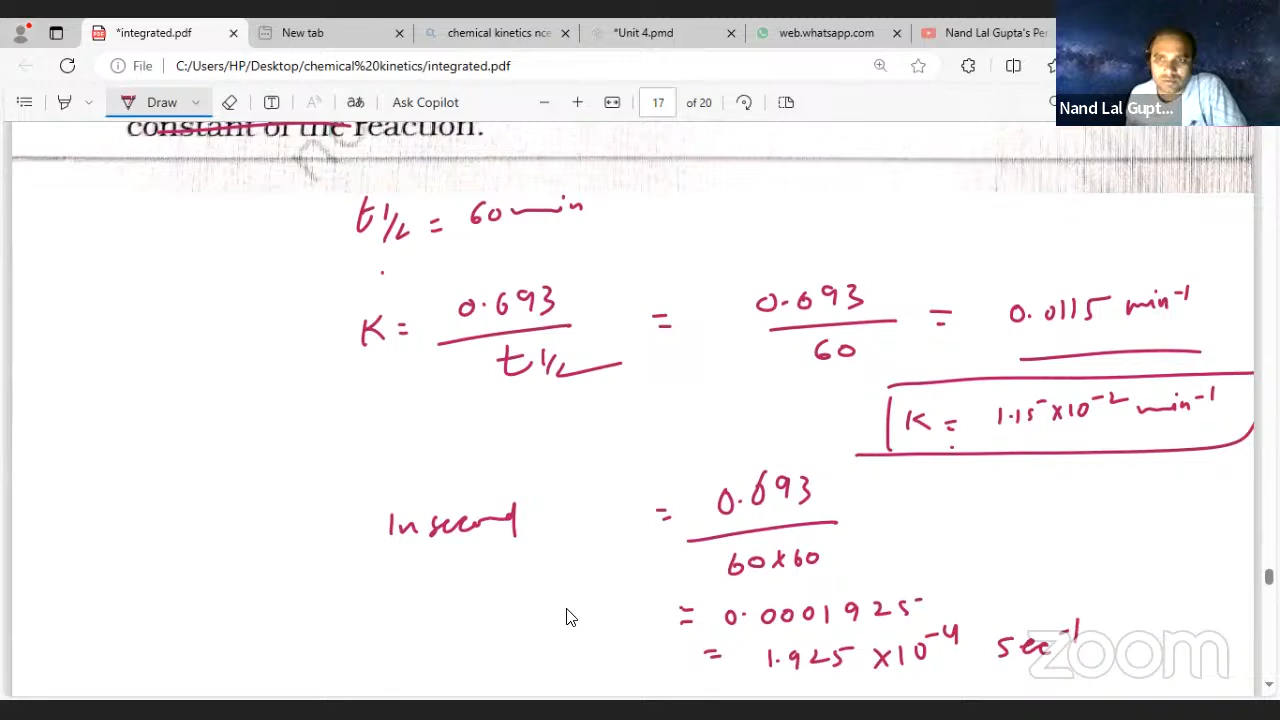 *integrated.pdf
New tab
chemical kinetics nce
*Unit 4.pmd
web.whatsapp.com
Nand Lal Gupta's Pe
File C:/Users/HP/Desktop/chemical%20kinetics/integrated.pdf
Draw
Ask Copilot
17 of 20
Nand Lal Gupt...
constant of the reaction.
t1/2 = 60 min
K = 0.693 / t1/2 = 0.693 / 60 = 0.0115 min⁻¹
K = 1.15 × 10⁻² min⁻¹
In second = 0.693 / 60×60
= 0.0001925
= 1.925 × 10⁻⁴ sec⁻¹
zoom